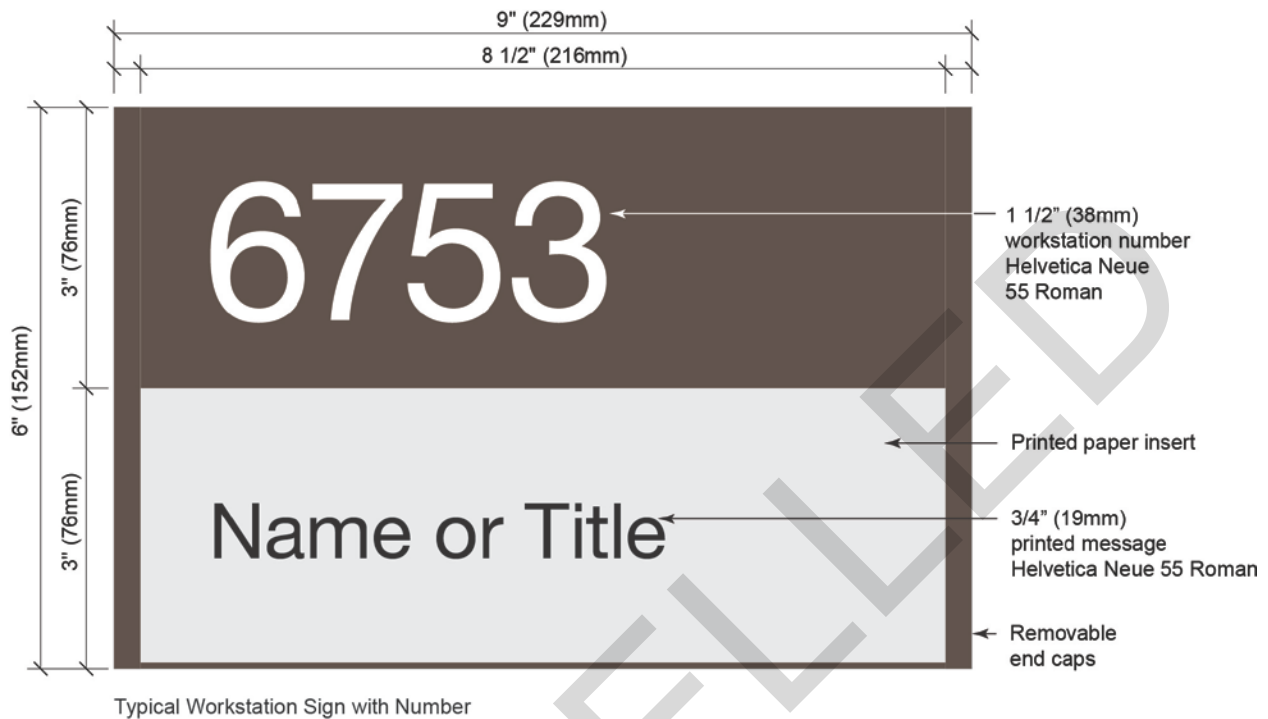 9" (229mm)
8 1/2" (216mm)
6" (152mm)
3" (76mm)
3" (76mm)
6753
1 1/2” (38mm)
workstation number
Helvetica Neue
55 Roman
Printed paper insert
Name or Title
3/4” (19mm)
printed message
Helvetica Neue 55 Roman
Removable
end caps
Typical Workstation Sign with Number
ELLED